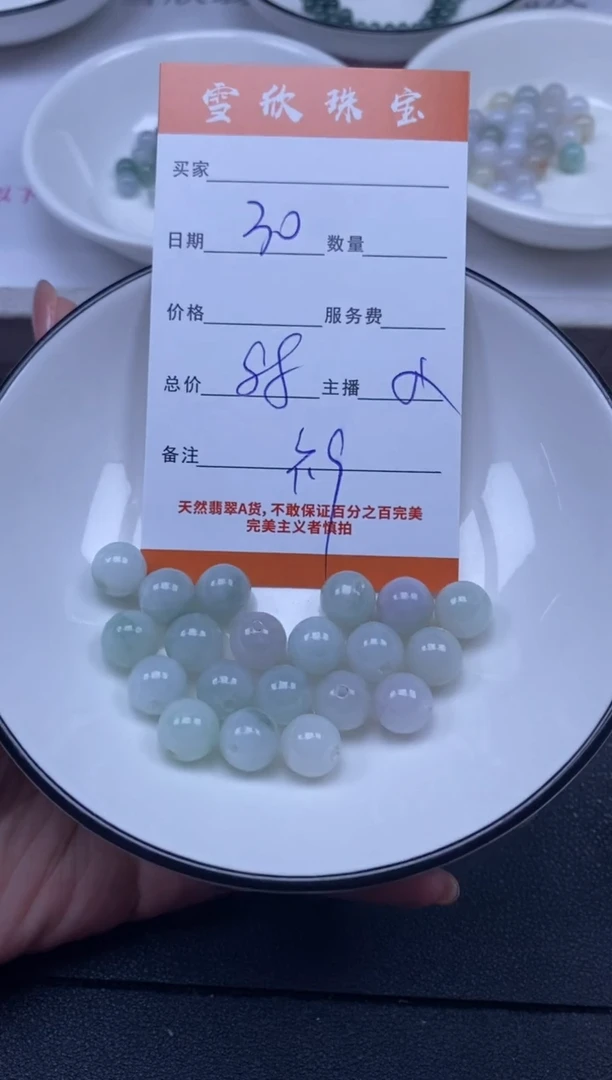 雪欣珠宝
买家
日期 30 数量
价格 服务费
总价 88 主播
备注
天然翡翠A货,不敢保证百分之百完美
完美主义者慎拍
以下